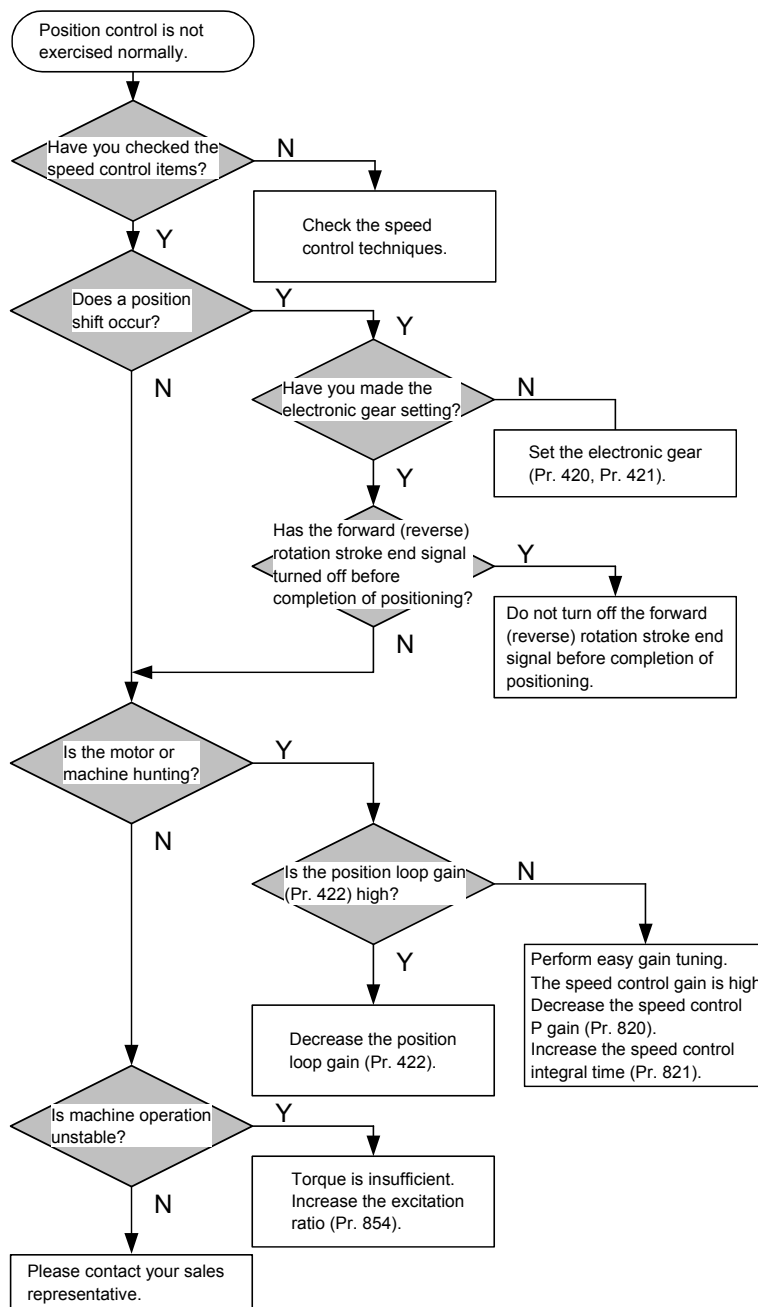 Position control is not
exercised normally.
Have you checked the
speed control items?
N
Check the speed
control techniques.
Y
Does a position
shift occur?
Y
Y
N
Have you made the
electronic gear setting?
N
Set the electronic gear
(Pr. 420, Pr. 421).
Y
Has the forward (reverse)
rotation stroke end signal
turned off before
completion of positioning?
Y
Do not turn off the forward
(reverse) rotation stroke end
signal before completion of
positioning.
N
Is the motor or
machine hunting?
Y
N
Is the position loop gain
(Pr. 422) high?
N
Y
Perform easy gain tuning.
The speed control gain is high
Decrease the speed control
P gain (Pr. 820).
Increase the speed control
integral time (Pr. 821).
Decrease the position
loop gain (Pr. 422).
Is machine operation
unstable?
Y
Torque is insufficient.
Increase the excitation
ratio (Pr. 854).
N
Please contact your sales
representative.